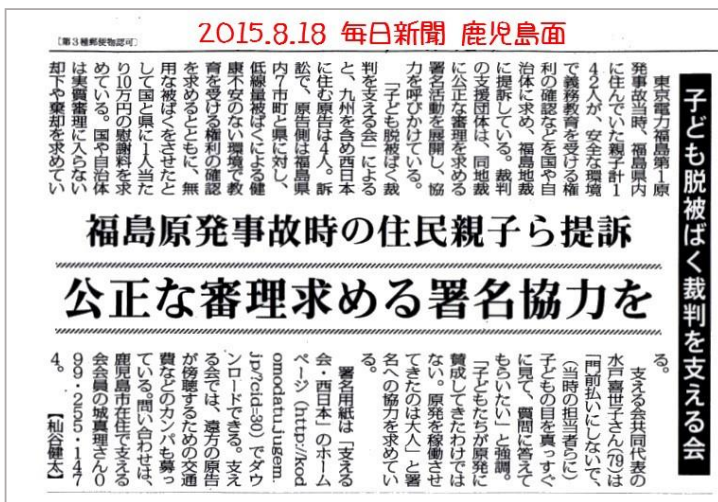 2015.8.18 毎日新聞 鹿児島面
【第3種郵便物認可】
子ども脱被ばく裁判を支える会
福島原発事故時の住民親子ら提訴
公正な審理求める署名協力を
東京電力福島第1原
発事故当時、福島県内
に住んでいた親子計1
42人が、安全な環境
で義務教育を受ける権
利の確認などを国や自
治体に求め、福島地裁
に提訴している。裁判
の支援団体は、同地裁
に公正な審理を求める
署名活動を展開し、協
力を呼びかけている。
「子ども脱被ばく裁
判を支える会」による
と、九州を含め西日本
に住む原告は4人。訴
訟で、原告側は福島県
内7市町と県に対し、
低線量被ばくによる健
康不安のない環境で教
育を受ける権利の確認
を求めるとともに、無
用な被ばくをさせたと
して国と県に1人当た
り10万円の慰謝料を求
めている。国や自治体
は実質審理に入らない
却下や棄却を求めてい
る。
支える会共同代表の
水戸喜世子さん(79)は
「門前払いにしないで、
(当時の担当者らに)
子どもの目を真っすぐ
に見て、質問に答えて
もらいたい」と強調。
「子どもたちが原発に
賛成してきたわけでは
ない。原発を稼働させ
てきたのは大人」と署
名への協力を求めてい
る。
署名用紙は「支える
会・西日本」のホーム
ページ(http://kod
omodatu.jugem.
jp/?cid=30)でダウ
ンロードできる。支え
る会では、遠方の原告
が傍聴するための交通
費などのカンパも募っ
ている。問い合わせは、
鹿児島市在住で支える
会会員の城真理さん0
99・255・147
4。 【杣谷健太】